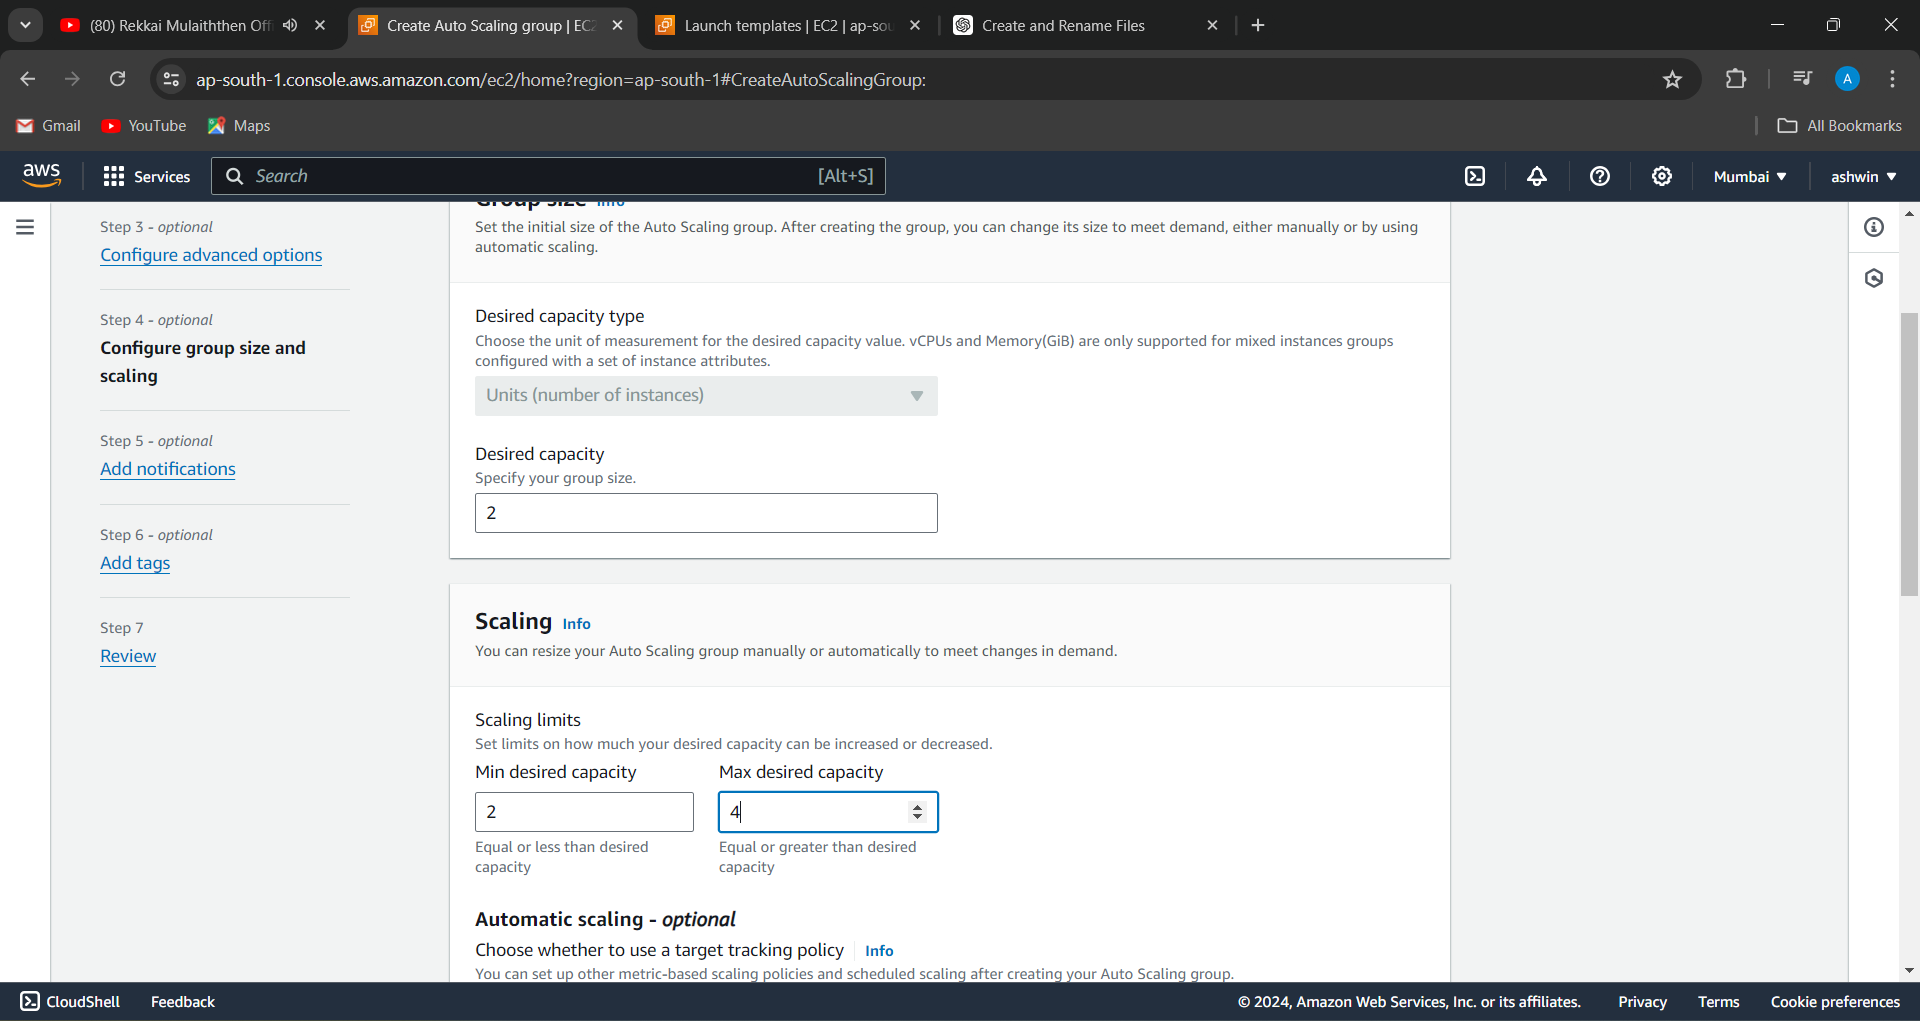 (80) Rekkai Mulaiththen Offi
Create Auto Scaling group | EC2
Launch templates | EC2 | ap-sou
Create and Rename Files
ap-south-1.console.aws.amazon.com/ec2/home?region=ap-south-1#CreateAutoScalingGroup:
A
Gmail
YouTube
Maps
All Bookmarks
aws
Services
Search
[Alt+S]
Mumbai
ashwin
Step 3 - optional
Configure advanced options
Step 4 - optional
Configure group size and
scaling
Step 5 - optional
Add notifications
Step 6 - optional
Add tags
Step 7
Review
Group size Info
Set the initial size of the Auto Scaling group. After creating the group, you can change its size to meet demand, either manually or by using
automatic scaling.
Desired capacity type
Choose the unit of measurement for the desired capacity value. vCPUs and Memory(GiB) are only supported for mixed instances groups
configured with a set of instance attributes.
Units (number of instances)
Desired capacity
Specify your group size.
2
Scaling Info
You can resize your Auto Scaling group manually or automatically to meet changes in demand.
Scaling limits
Set limits on how much your desired capacity can be increased or decreased.
Min desired capacity
Max desired capacity
2
4
Equal or less than desired
capacity
Equal or greater than desired
capacity
Automatic scaling - optional
Choose whether to use a target tracking policy Info
You can set up other metric-based scaling policies and scheduled scaling after creating your Auto Scaling group.
CloudShell
Feedback
© 2024, Amazon Web Services, Inc. or its affiliates.
Privacy
Terms
Cookie preferences